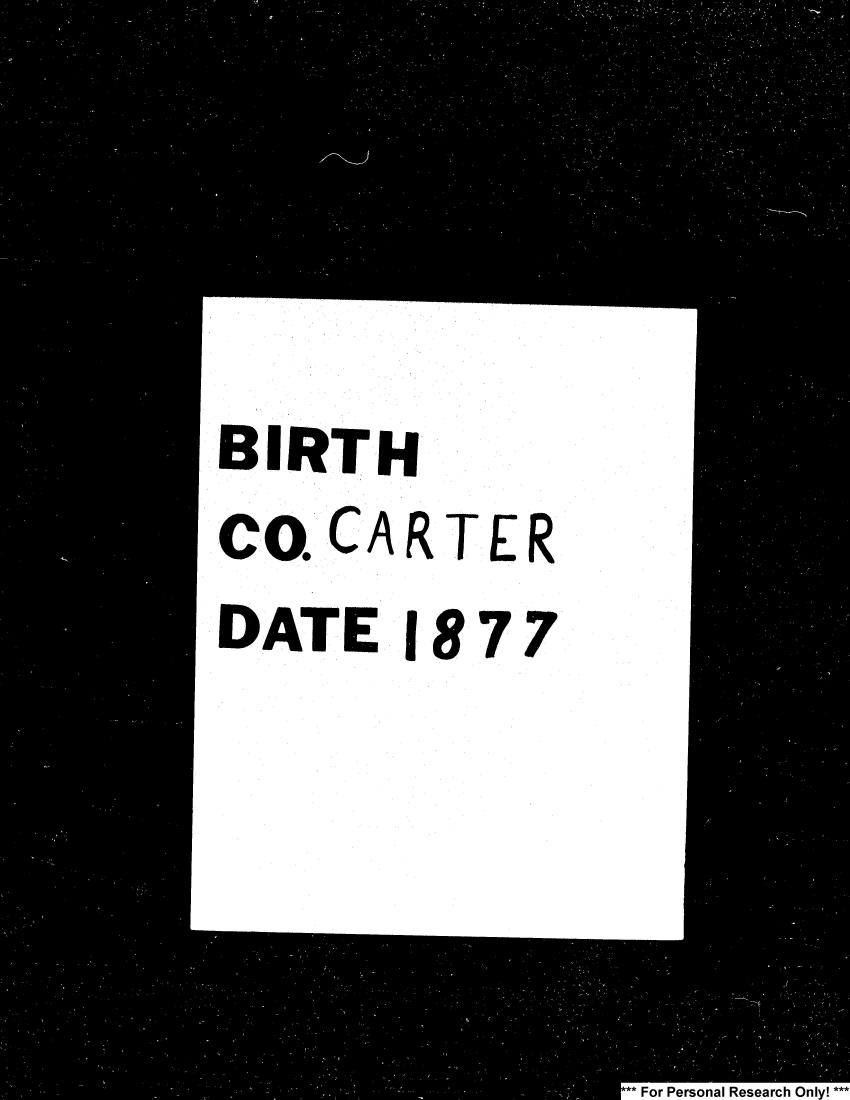 BIRTH
CO. CARTER
DATE 1877
*** For Personal Research Only! ***